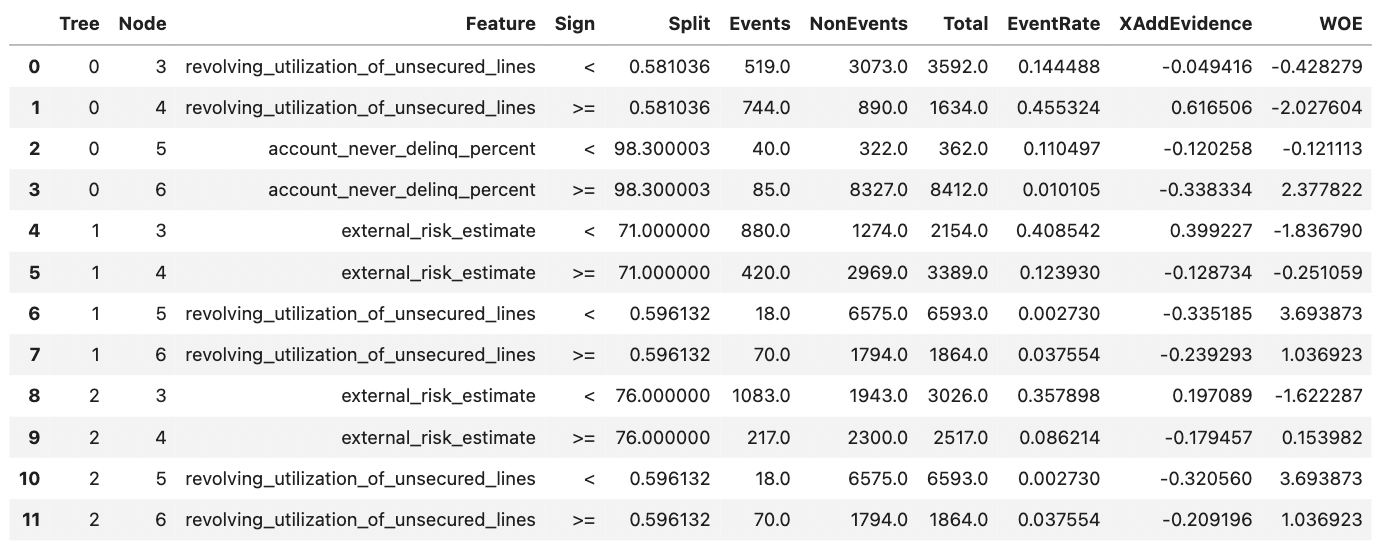 Tree Node Feature Sign Split Events NonEvents Total EventRate XAddEvidence WOE
0 0 3 revolving_utilization_of_unsecured_lines < 0.581036 519.0 3073.0 3592.0 0.144488 -0.049416 -0.428279
1 0 4 revolving_utilization_of_unsecured_lines >= 0.581036 744.0 890.0 1634.0 0.455324 0.616506 -2.027604
2 0 5 account_never_delinq_percent < 98.300003 40.0 322.0 362.0 0.110497 -0.120258 -0.121113
3 0 6 account_never_delinq_percent >= 98.300003 85.0 8327.0 8412.0 0.010105 -0.338334 2.377822
4 1 3 external_risk_estimate < 71.000000 880.0 1274.0 2154.0 0.408542 0.399227 -1.836790
5 1 4 external_risk_estimate >= 71.000000 420.0 2969.0 3389.0 0.123930 -0.128734 -0.251059
6 1 5 revolving_utilization_of_unsecured_lines < 0.596132 18.0 6575.0 6593.0 0.002730 -0.335185 3.693873
7 1 6 revolving_utilization_of_unsecured_lines >= 0.596132 70.0 1794.0 1864.0 0.037554 -0.239293 1.036923
8 2 3 external_risk_estimate < 76.000000 1083.0 1943.0 3026.0 0.357898 0.197089 -1.622287
9 2 4 external_risk_estimate >= 76.000000 217.0 2300.0 2517.0 0.086214 -0.179457 0.153982
10 2 5 revolving_utilization_of_unsecured_lines < 0.596132 18.0 6575.0 6593.0 0.002730 -0.320560 3.693873
11 2 6 revolving_utilization_of_unsecured_lines >= 0.596132 70.0 1794.0 1864.0 0.037554 -0.209196 1.036923